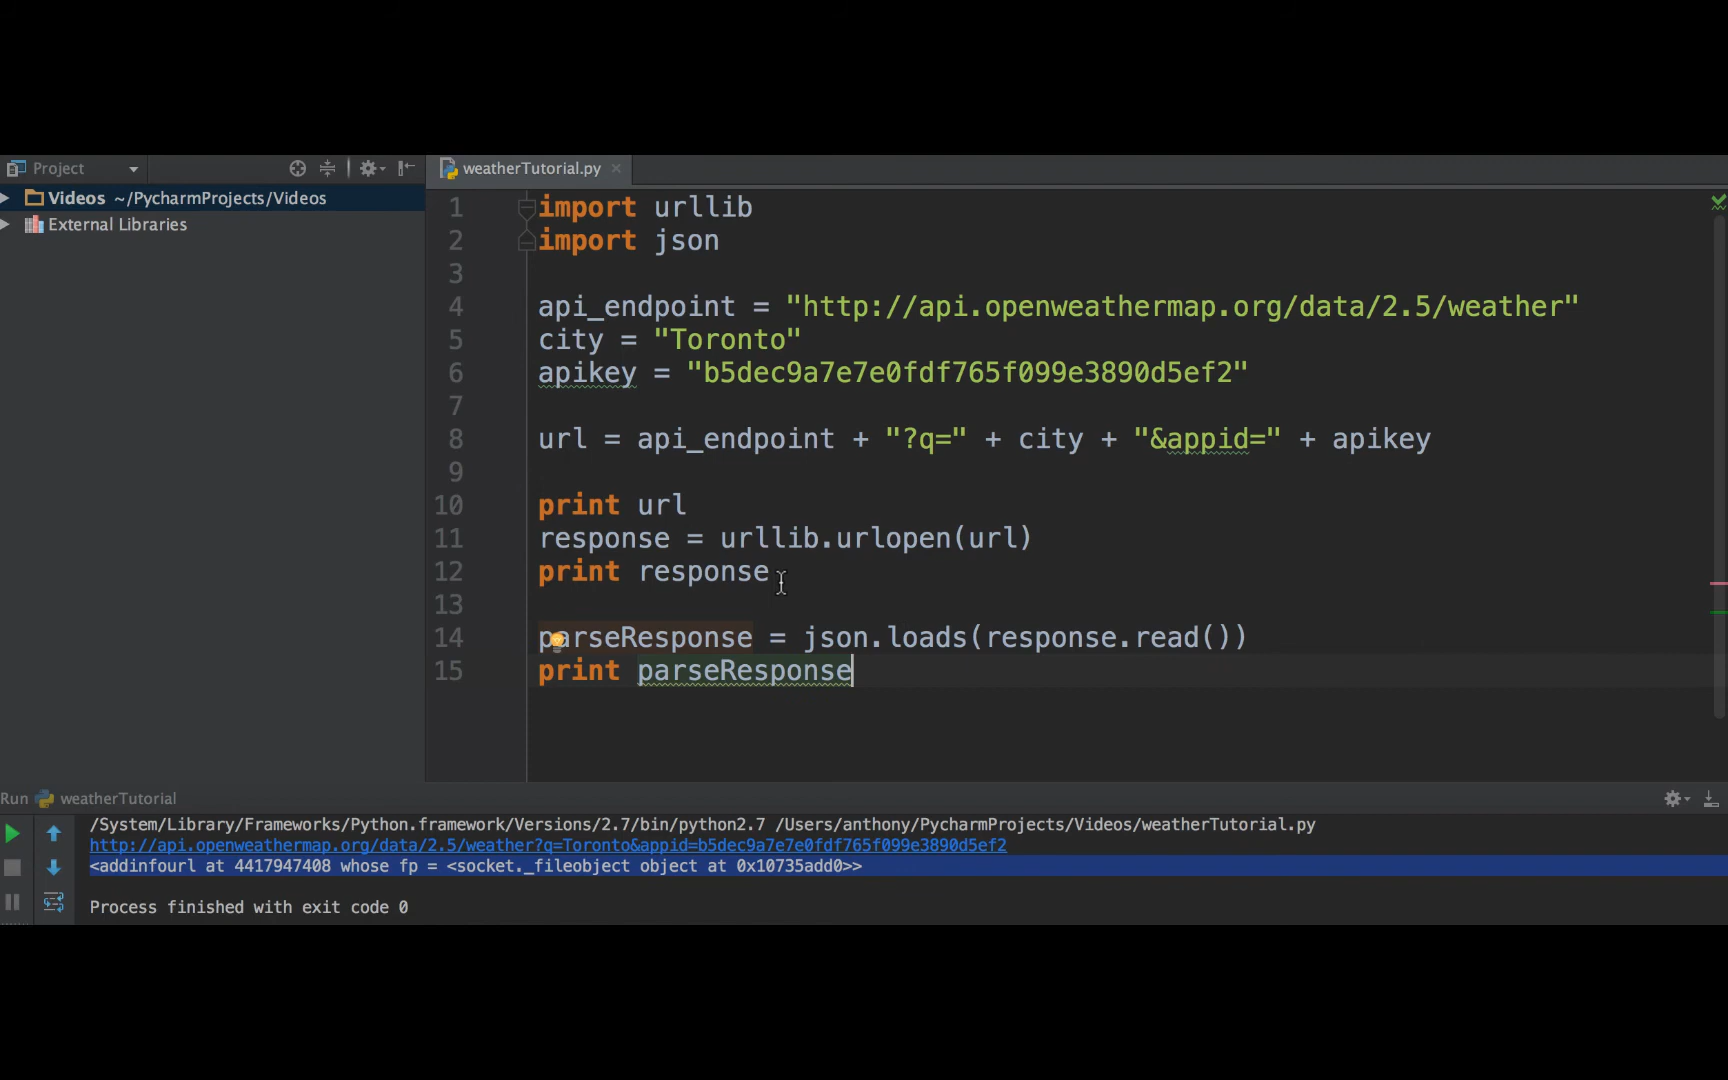 Project
weatherTutorial.py
Videos ~/PycharmProjects/Videos
External Libraries
1 import urllib
2 import json
3
4 api_endpoint = "http://api.openweathermap.org/data/2.5/weather"
5 city = "Toronto"
6 apikey = "b5dec9a7e7e0fdf765f099e3890d5ef2"
7
8 url = api_endpoint + "?q=" + city + "&appid=" + apikey
9
10 print url
11 response = urllib.urlopen(url)
12 print response
13
14 parseResponse = json.loads(response.read())
15 print parseResponse
Run weatherTutorial
/System/Library/Frameworks/Python.framework/Versions/2.7/bin/python2.7 /Users/anthony/PycharmProjects/Videos/weatherTutorial.py
http://api.openweathermap.org/data/2.5/weather?q=Toronto&appid=b5dec9a7e7e0fdf765f099e3890d5ef2
<addinfourl at 4417947408 whose fp = <socket._fileobject object at 0x10735add0>>
Process finished with exit code 0